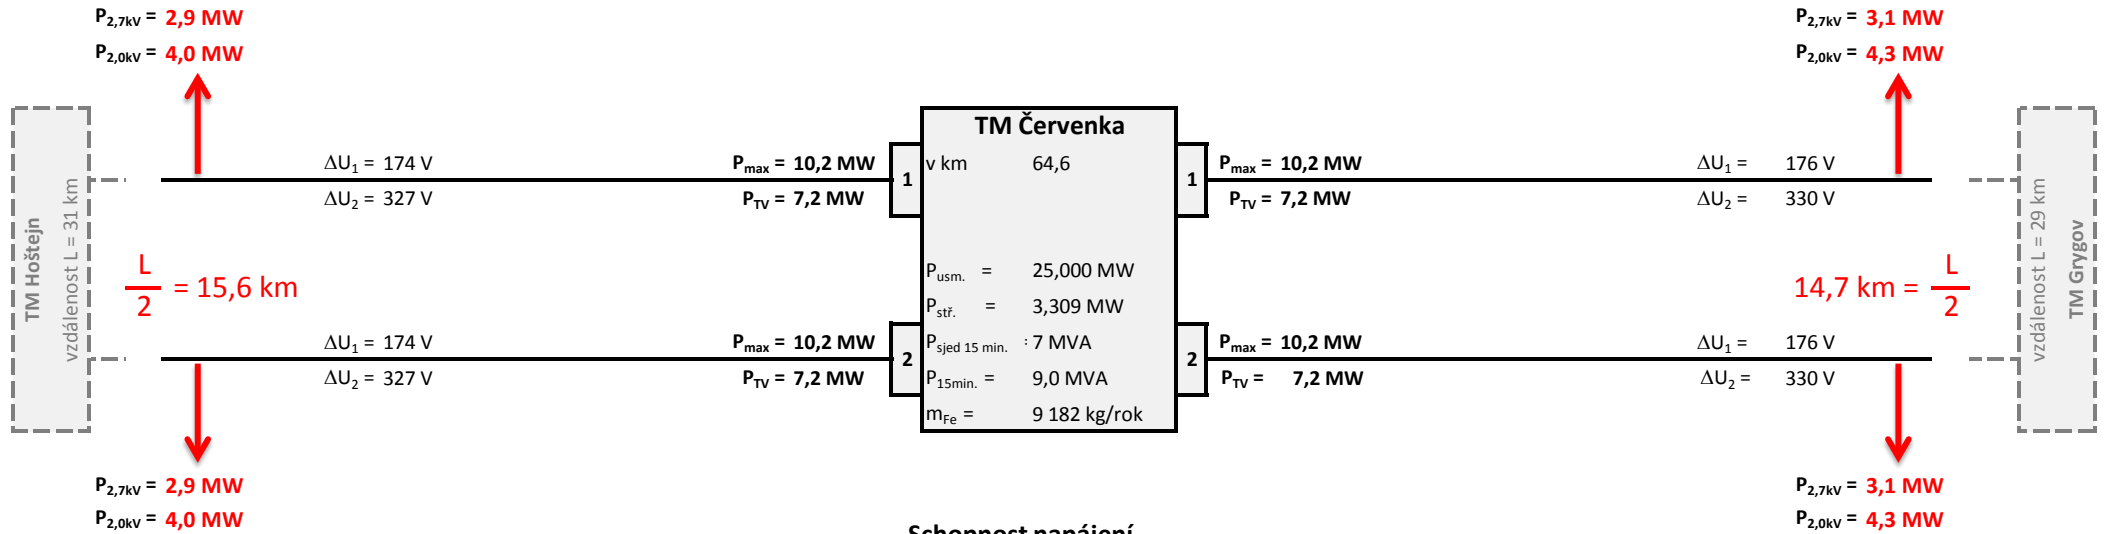 P2,7kV = 2,9 MW
P2,0kV = 4,0 MW
P2,7kV = 3,1 MW
P2,0kV = 4,3 MW
TM Hoštejn
vzdálenost L = 31 km
ΔU1 = 174 V
ΔU2 = 327 V
Pmax = 10,2 MW
PTV = 7,2 MW
1
L
2
= 15,6 km
ΔU1 = 174 V
ΔU2 = 327 V
Pmax = 10,2 MW
PTV = 7,2 MW
2
TM Červenka
v km 64,6
Pusm. = 25,000 MW
Pstř. = 3,309 MW
Psjed 15 min. : 7 MVA
P15min. = 9,0 MVA
mFe = 9 182 kg/rok
1
Pmax = 10,2 MW
PTV = 7,2 MW
ΔU1 = 176 V
ΔU2 = 330 V
14,7 km =
L
2
2
Pmax = 10,2 MW
PTV = 7,2 MW
ΔU1 = 176 V
ΔU2 = 330 V
vzdálenost L = 29 km
TM Grygov
P2,7kV = 2,9 MW
P2,0kV = 4,0 MW
P2,7kV = 3,1 MW
P2,0kV = 4,3 MW
Schopnost napájení